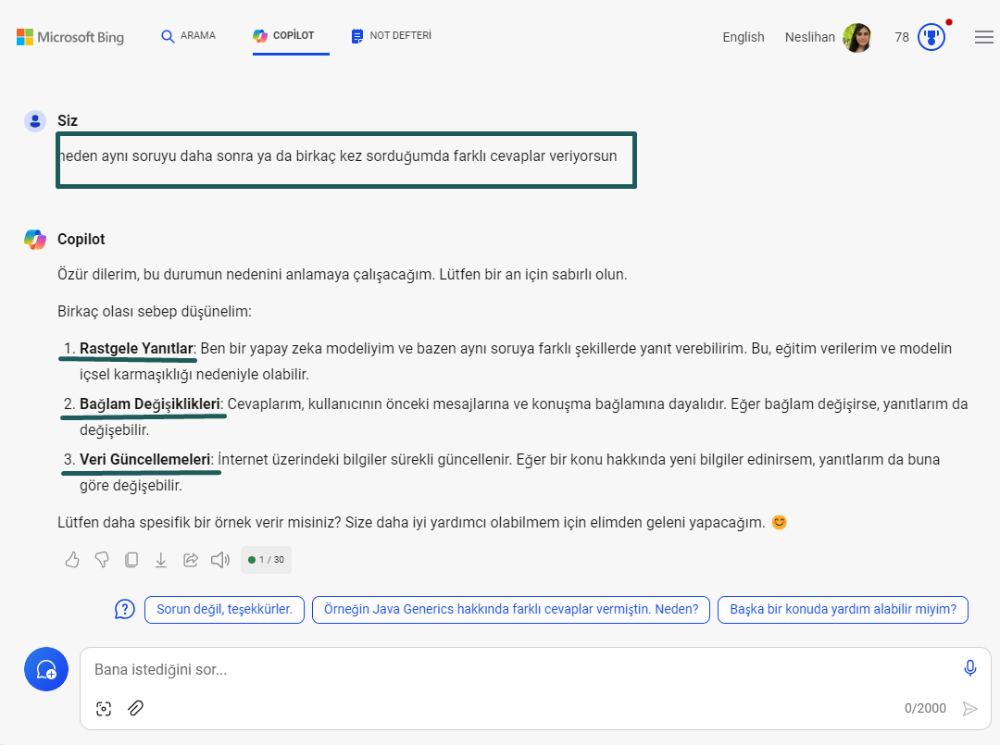 Microsoft Bing
ARAMA
COPİLOT
NOT DEFTERİ
English
Neslihan
78
Siz
neden aynı soruyu daha sonra ya da birkaç kez sorduğumda farklı cevaplar veriyorsun
Copilot
Özür dilerim, bu durumun nedenini anlamaya çalışacağım. Lütfen bir an için sabırlı olun.
Birkaç olası sebep düşünelim:
1. Rastgele Yanıtlar: Ben bir yapay zeka modeliyim ve bazen aynı soruya farklı şekillerde yanıt verebilirim. Bu, eğitim verilerim ve modelin
içsel karmaşıklığı nedeniyle olabilir.
2. Bağlam Değişiklikleri: Cevaplarım, kullanıcının önceki mesajlarına ve konuşma bağlamına dayalıdır. Eğer bağlam değişirse, yanıtlarım da
değişebilir.
3. Veri Güncellemeleri: İnternet üzerindeki bilgiler sürekli güncellenir. Eğer bir konu hakkında yeni bilgiler edinirsem, yanıtlarım da buna
göre değişebilir.
Lütfen daha spesifik bir örnek verir misiniz? Size daha iyi yardımcı olabilmem için elimden geleni yapacağım. 😊
1 / 30
Sorun değil, teşekkürler.
Örneğin Java Generics hakkında farklı cevaplar vermiştin. Neden?
Başka bir konuda yardım alabilir miyim?
Bana istediğini sor...
0/2000